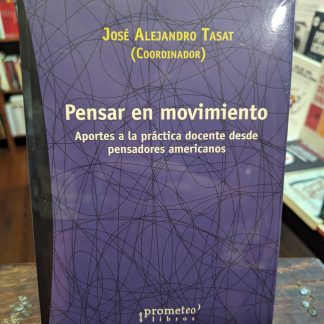 José Alejandro Tasat
(Coordinador)
Pensar en movimiento
Aportes a la práctica docente desde
pensadores americanos
prometeo
libros